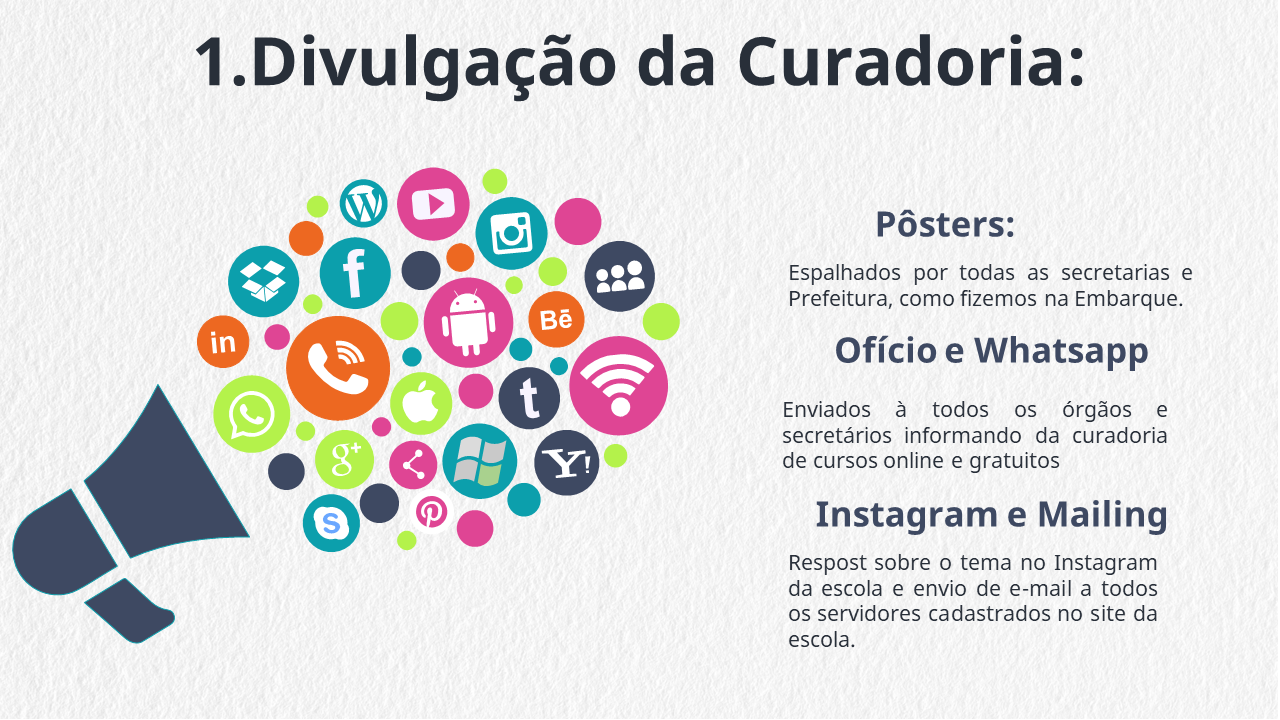 1.Divulgação da Curadoria:
Pôsters:
Espalhados por todas as secretarias e
Prefeitura, como fizemos na Embarque.
Ofício e Whatsapp
Enviados à todos os órgãos e
secretários informando da curadoria
de cursos online e gratuitos
Instagram e Mailing
Respost sobre o tema no Instagram
da escola e envio de e-mail a todos
os servidores cadastrados no site da
escola.
in
Bē
f
t
g+
Y!
S